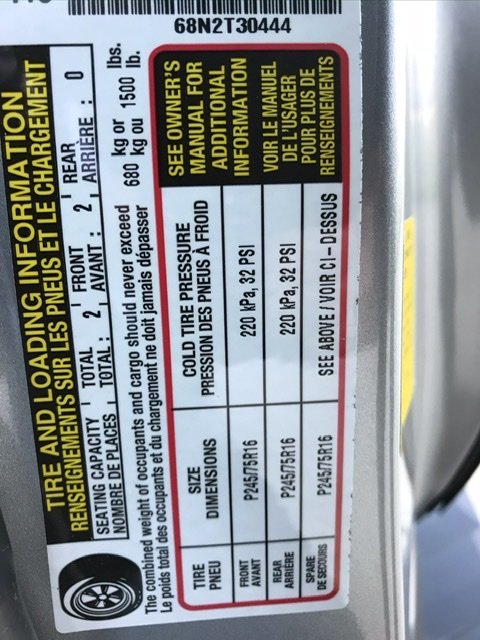 68N2T30444
TIRE AND LOADING INFORMATION
RENSEIGNEMENTS SUR LES PNEUS ET LE CHARGEMENT
SEATING CAPACITY TOTAL 2 FRONT 2 REAR 0
NOMBRE DE PLACES TOTAL : AVANT : ARRIÈRE :
The combined weight of occupants and cargo should never exceed 680 kg or 1500 lbs.
Le poids total des occupants et du chargement ne doit jamais dépasser kg ou lb.
TIRE SIZE COLD TIRE PRESSURE
PNEU DIMENSIONS PRESSION DES PNEUS À FROID
FRONT
AVANT P245/75R16 220 kPa, 32 PSI
REAR
ARRIÈRE P245/75R16 220 kPa, 32 PSI
SPARE
DE SECOURS P245/75R16 SEE ABOVE / VOIR CI-DESSUS
SEE OWNER'S
MANUAL FOR
ADDITIONAL
INFORMATION
VOIR LE MANUEL
DE L'USAGER
POUR PLUS DE
RENSEIGNEMENTS